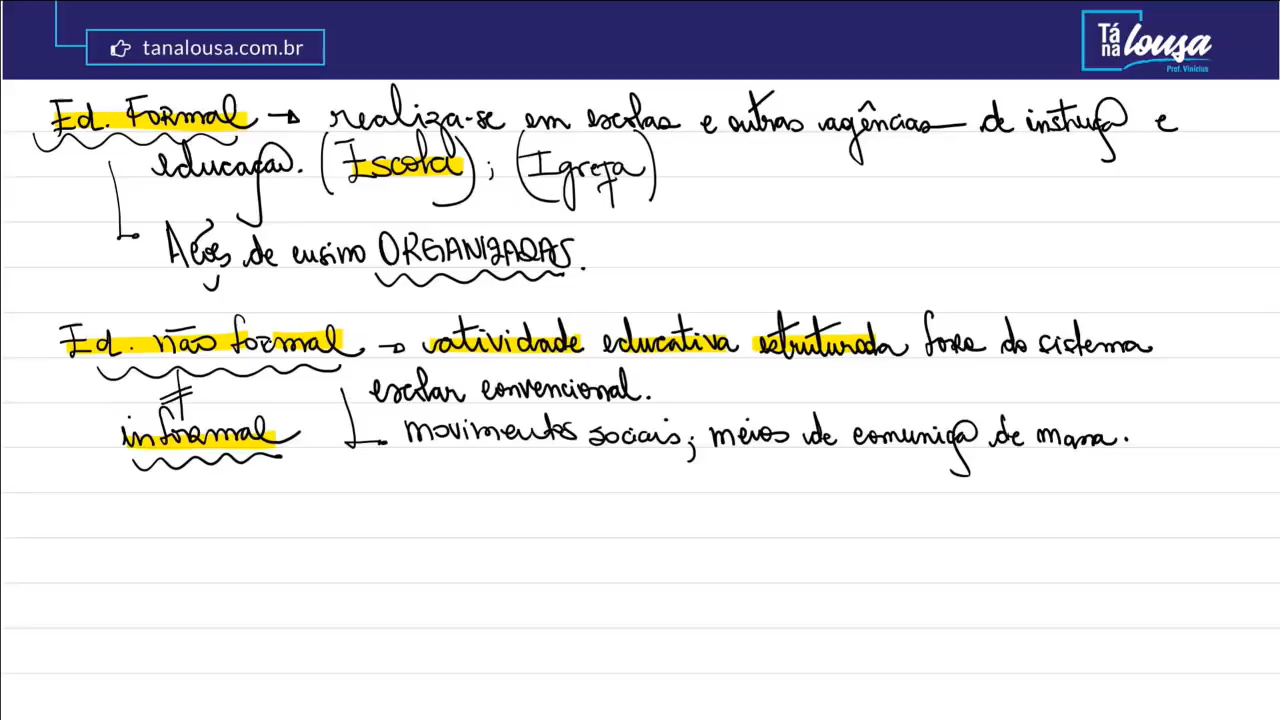 tanalousa.com.br
Tá na lousa
Prof. Vinícius
Ed. Formal → realiza-se em escolas e outras agências de instrução e
educação. (Escola); (Igreja)
Ações de ensino ORGANIZADAS.
Ed. não formal → atividade educativa estruturada fora do sistema
escolar convencional.
≠
informal
movimentos sociais; meios de comunicação de massa.